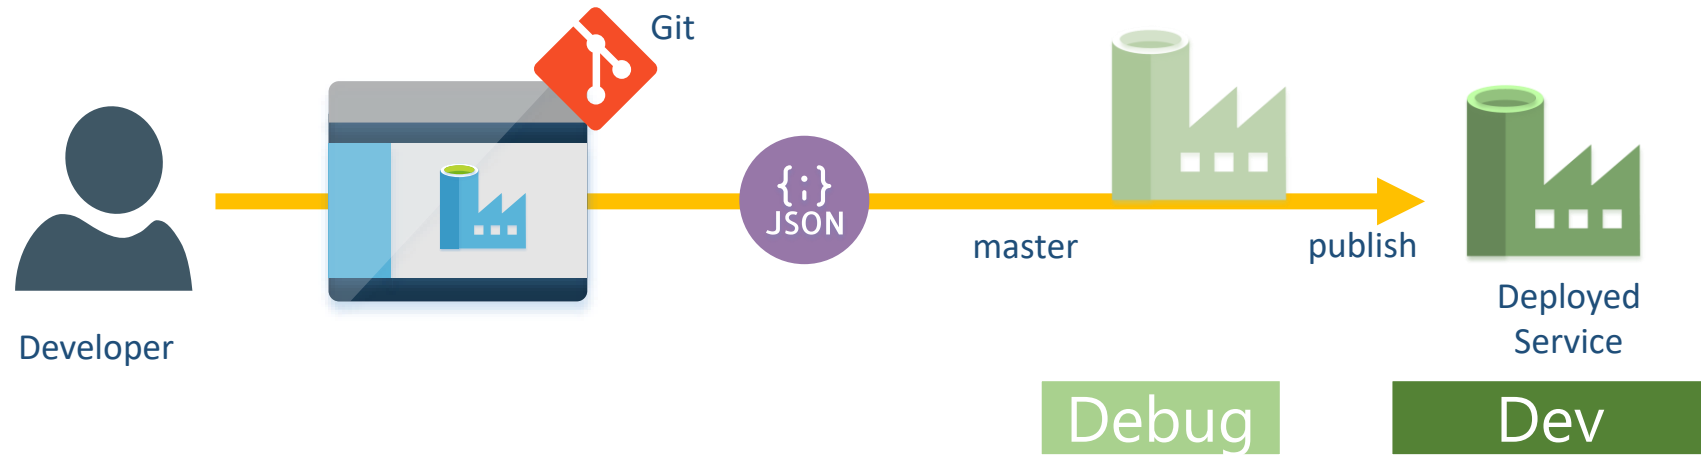 Git
{;}
JSON
master
publish
Developer
Deployed
Service
Debug
Dev